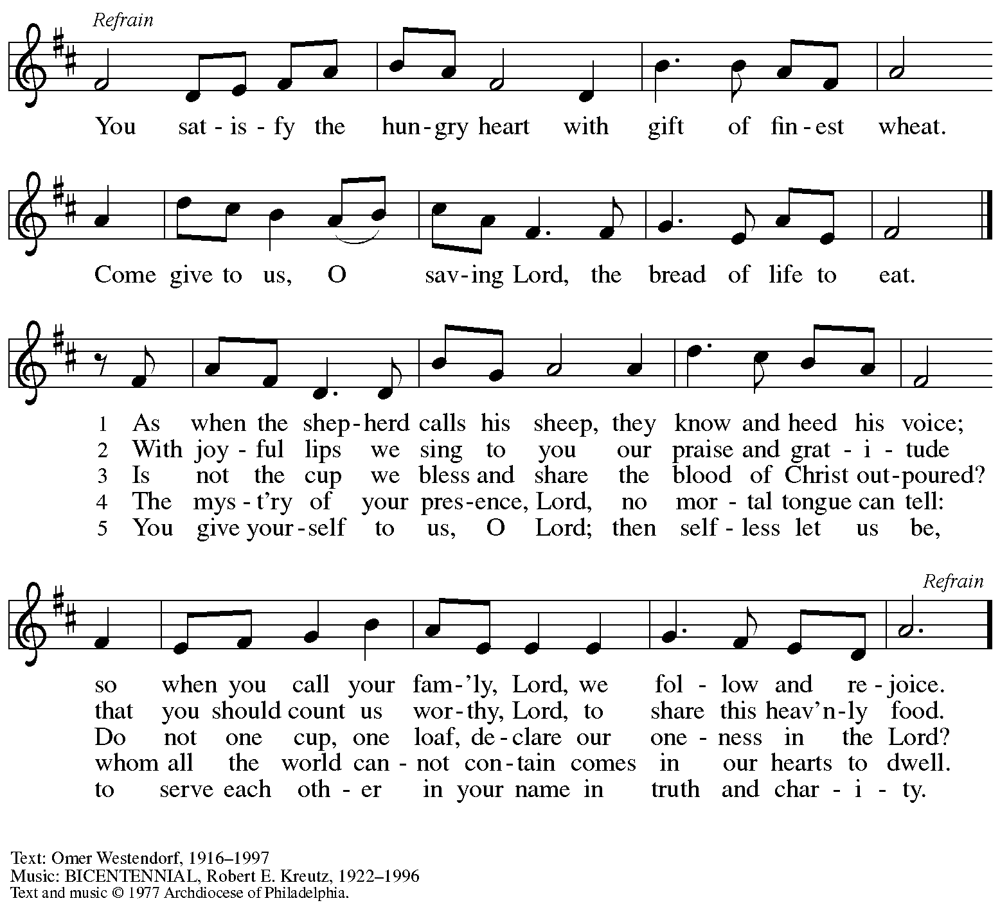 Refrain
You sat - is - fy the hun - gry heart with gift of fin - est wheat.
Come give to us, O sav - ing Lord, the bread of life to eat.
1 As when the shep - herd calls his sheep, they know and heed his voice;
2 With joy - ful lips we sing to you our praise and grat - i - tude
3 Is not the cup we bless and share the blood of Christ out - poured?
4 The mys - t’ry of your pres - ence, Lord, no mor - tal tongue can tell:
5 You give your - self to us, O Lord; then self - less let us be,
Refrain
so when you call your fam - ’ly, Lord, we fol - low and re - joice.
that you should count us wor - thy, Lord, to share this heav’n - ly food.
Do not one cup, one loaf, de - clare our one - ness in the Lord?
whom all the world can - not con - tain comes in our hearts to dwell.
to serve each oth - er in your name in truth and char - i - ty.
Text: Omer Westendorf, 1916–1997
Music: BICENTENNIAL, Robert E. Kreutz, 1922–1996
Text and music © 1977 Archdiocese of Philadelphia.